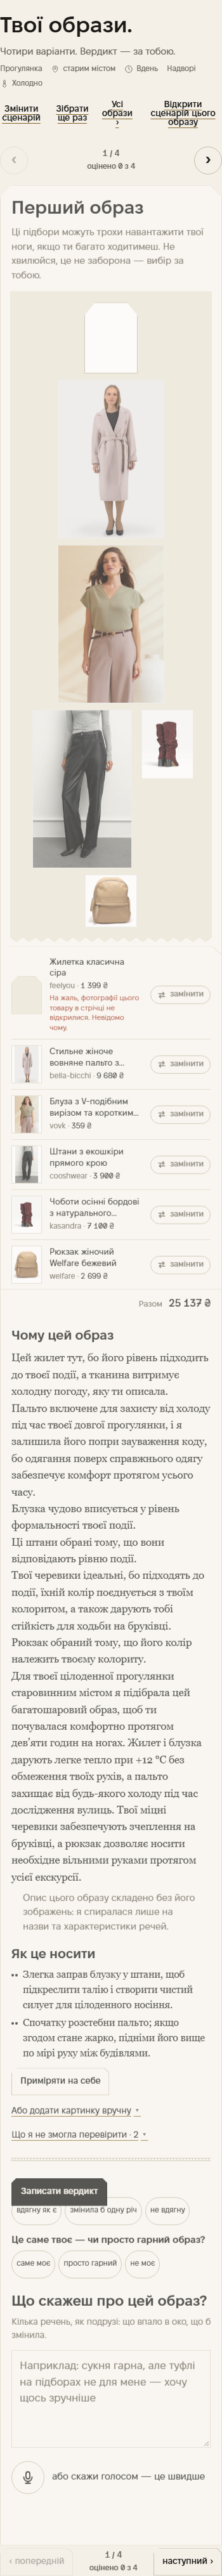 Твої образи.
Чотири варіанти. Вердикт — за тобою.
Прогулянка старим містом Вдень Надворі
Холодно
Змінити сценарій
Зібрати ще раз
Усі образи ›
Відкрити сценарій цього образу
‹
1 / 4
оцінено 0 з 4
›
Перший образ
Ці підбори можуть трохи навантажити твої
ноги, якщо ти багато ходитимеш. Не
хвилюйся, це не заборона — вибір за
тобою.
Жилетка класична
сіра
feelyou · 1 399 ₴
На жаль, фотографії цього
товару в стрічці не
відкрилися. Невідомо
чому.
замінити
Стильне жіноче
вовняне пальто з...
bella-bicchi · 9 680 ₴
замінити
Блуза з V-подібним
вирізом та коротким...
vovk · 359 ₴
замінити
Штани з екошкіри
прямого крою
cooshwear · 3 900 ₴
замінити
Чоботи осінні бордові
з натурального...
kasandra · 7 100 ₴
замінити
Рюкзак жіночий
Welfare бежевий
welfare · 2 699 ₴
замінити
Разом 25 137 ₴
Чому цей образ
Цей жилет тут, бо його рівень підходить
до твоєї події, а тканина витримує
холодну погоду, яку ти описала.
Пальто включене для захисту від холоду
під час твоєї довгої прогулянки, і я
залишила його попри зауваження коду,
бо одягання поверх справжнього одягу
забезпечує комфорт протягом усього
часу.
Блузка чудово вписується у рівень
формальності твоєї події.
Ці штани обрані тому, що вони
відповідають рівню події.
Твої черевики ідеальні, бо підходять до
події, їхній колір поєднується з твоїм
колоритом, а також дарують тобі
стійкість для ходьби на бруківці.
Рюкзак обраний тому, що його колір
належить твоєму колориту.
Для твоєї цілоденної прогулянки
старовинним містом я підібрала цей
багатошаровий образ, щоб ти
почувалася комфортно протягом
дев’яти годин на ногах. Жилет і блузка
дарують легке тепло при +12 °C без
обмеження твоїх рухів, а пальто
захищає від будь-якого холоду під час
дослідження вулиць. Твої міцні
черевики забезпечують зчеплення на
бруківці, а рюкзак дозволяє носити
необхідне вільними руками протягом
усієї екскурсії.
Опис цього образу складено без його
зображень: я спиралася лише на
назви та характеристики речей.
Як це носити
Злегка заправ блузку у штани, щоб
підкреслити талію і створити чистий
силует для цілоденного носіння.
Спочатку розстебни пальто; якщо
згодом стане жарко, підніми його вище
по мірі руху між будівлями.
Приміряти на себе
Або додати картинку вручну
Що я не змогла перевірити · 2
Записати вердикт
вдягну як є
змінила б одну річ
не вдягну
Це саме твоє — чи просто гарний образ?
саме моє
просто гарний
не моє
Що скажеш про цей образ?
Кілька речень, як подрузі: що впало в око, що б
змінила.
Наприклад: сукня гарна, але туфлі
на підборах не для мене — хочу
щось зручніше
або скажи голосом — це швидше
‹ попередній
1 / 4
оцінено 0 з 4
наступний ›